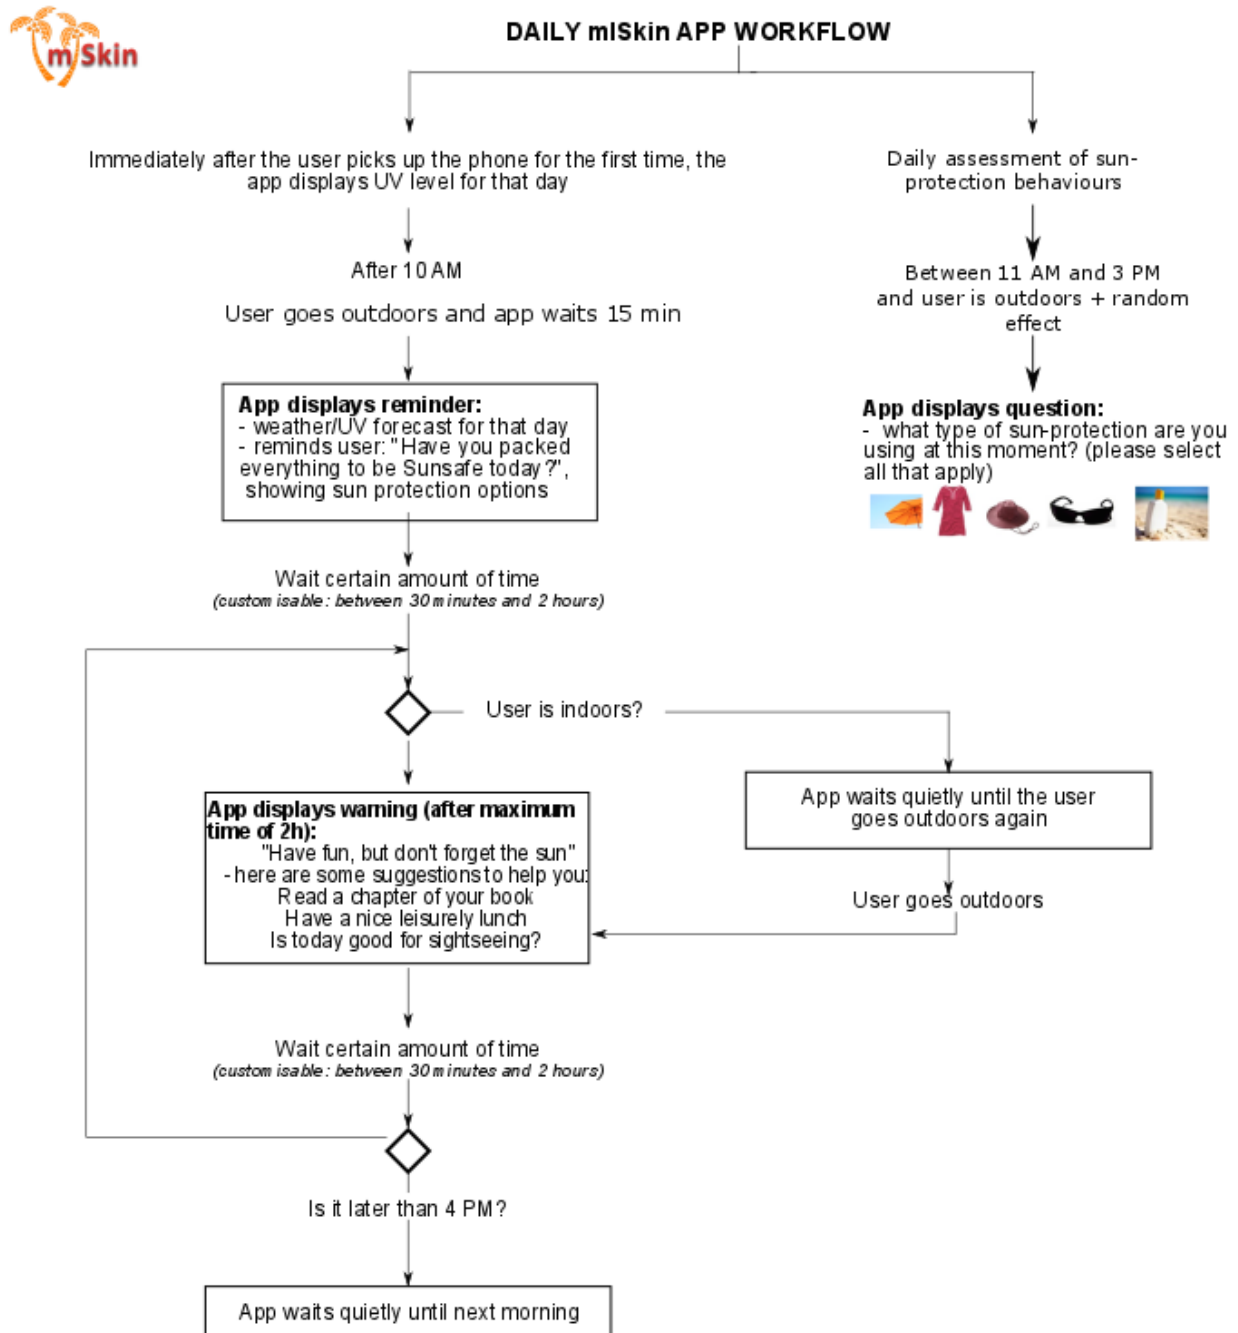 mISkin
DAILY mISkin APP WORKFLOW
Immediately after the user picks up the phone for the first time, the
app displays UV level for that day
After 10 AM
User goes outdoors and app waits 15 min
App displays reminder:
- weather/UV forecast for that day
- reminds user: "Have you packed
everything to be Sunsafe today?",
showing sun protection options
Wait certain amount of time
(customisable: between 30 minutes and 2 hours)
User is indoors?
App displays warning (after maximum
time of 2h):
"Have fun, but don't forget the sun"
- here are some suggestions to help you:
Read a chapter of your book
Have a nice leisurely lunch
Is today good for sightseeing?
App waits quietly until the user
goes outdoors again
User goes outdoors
Wait certain amount of time
(customisable: between 30 minutes and 2 hours)
Is it later than 4 PM?
App waits quietly until next morning
Daily assessment of sun-
protection behaviours
Between 11 AM and 3 PM
and user is outdoors + random
effect
App displays question:
- what type of sun-protection are you
using at this moment? (please select
all that apply)